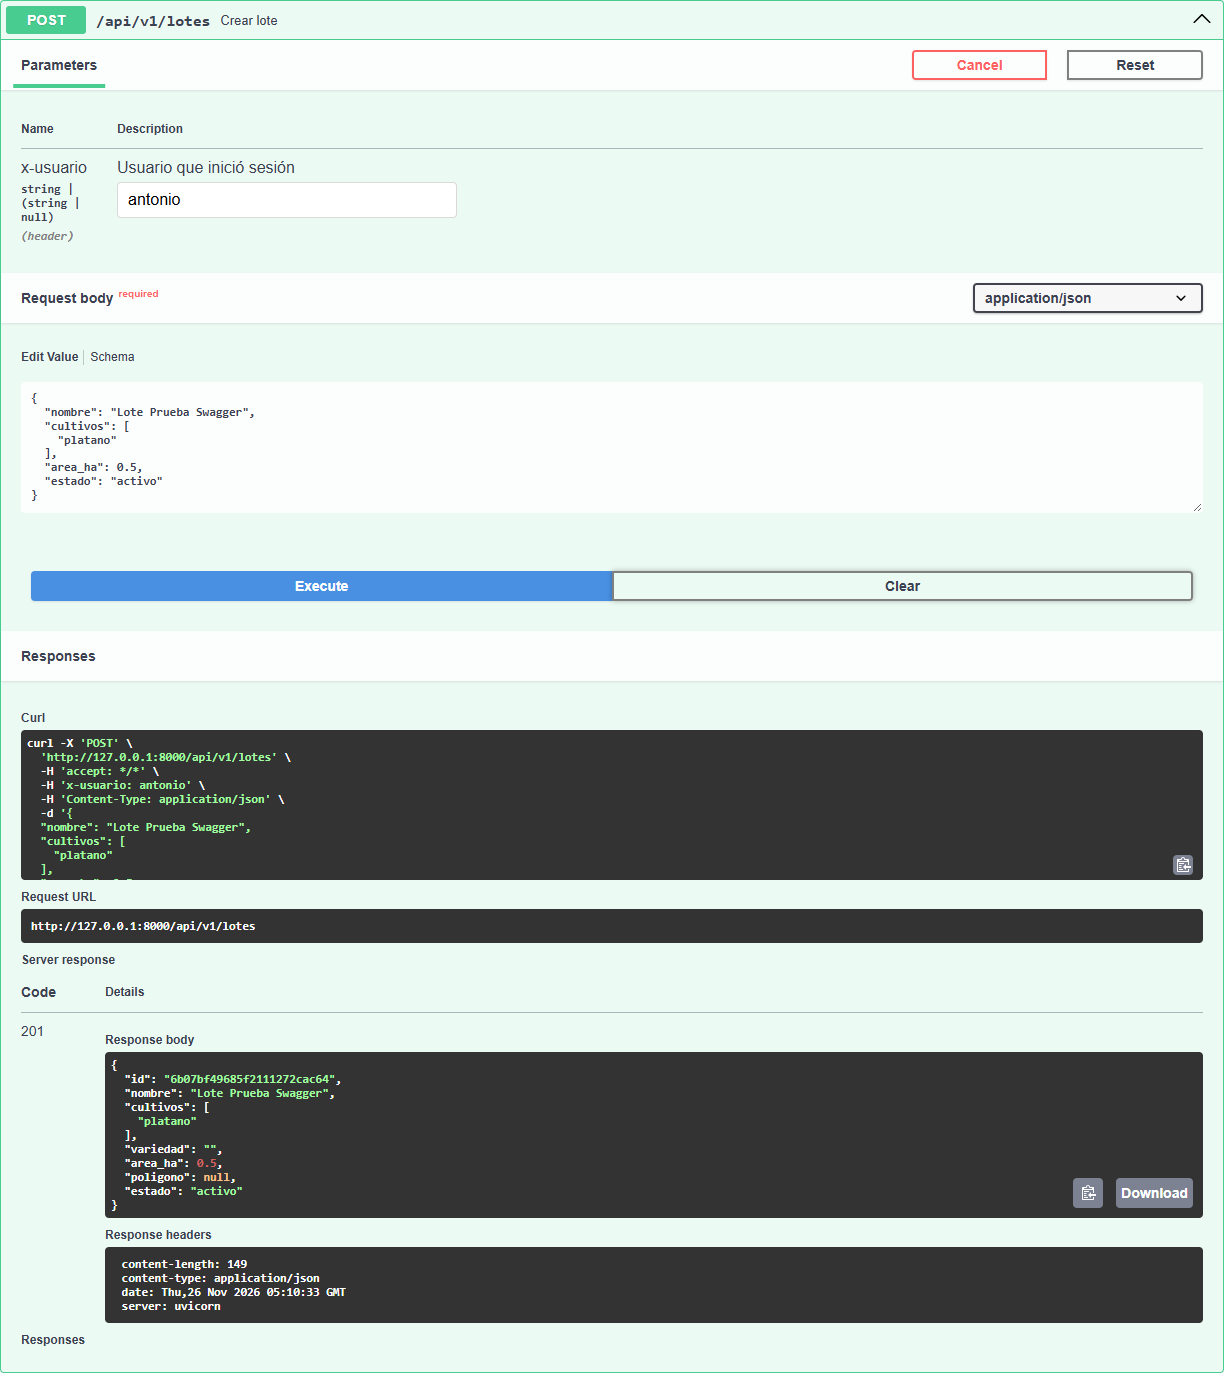 POST /api/v1/lotes Crear lote
Parameters
Cancel
Reset
Name Description
x-usuario Usuario que inició sesión
string |
(string |
null)
(header)
antonio
Request body required
application/json
Edit Value Schema
{
"nombre": "Lote Prueba Swagger",
"cultivos": [
"platano"
],
"area_ha": 0.5,
"estado": "activo"
}
Execute
Clear
Responses
Curl
curl -X 'POST' \
'http://127.0.0.1:8000/api/v1/lotes' \
-H 'accept: */*' \
-H 'x-usuario: antonio' \
-H 'Content-Type: application/json' \
-d '{
"nombre": "Lote Prueba Swagger",
"cultivos": [
"platano"
],
Request URL
http://127.0.0.1:8000/api/v1/lotes
Server response
Code Details
201
Response body
{
"id": "6b07bf49685f2111272cac64",
"nombre": "Lote Prueba Swagger",
"cultivos": [
"platano"
],
"variedad": "",
"area_ha": 0.5,
"poligono": null,
"estado": "activo"
}
Download
Response headers
content-length: 149
content-type: application/json
date: Thu,26 Nov 2026 05:10:33 GMT
server: uvicorn
Responses